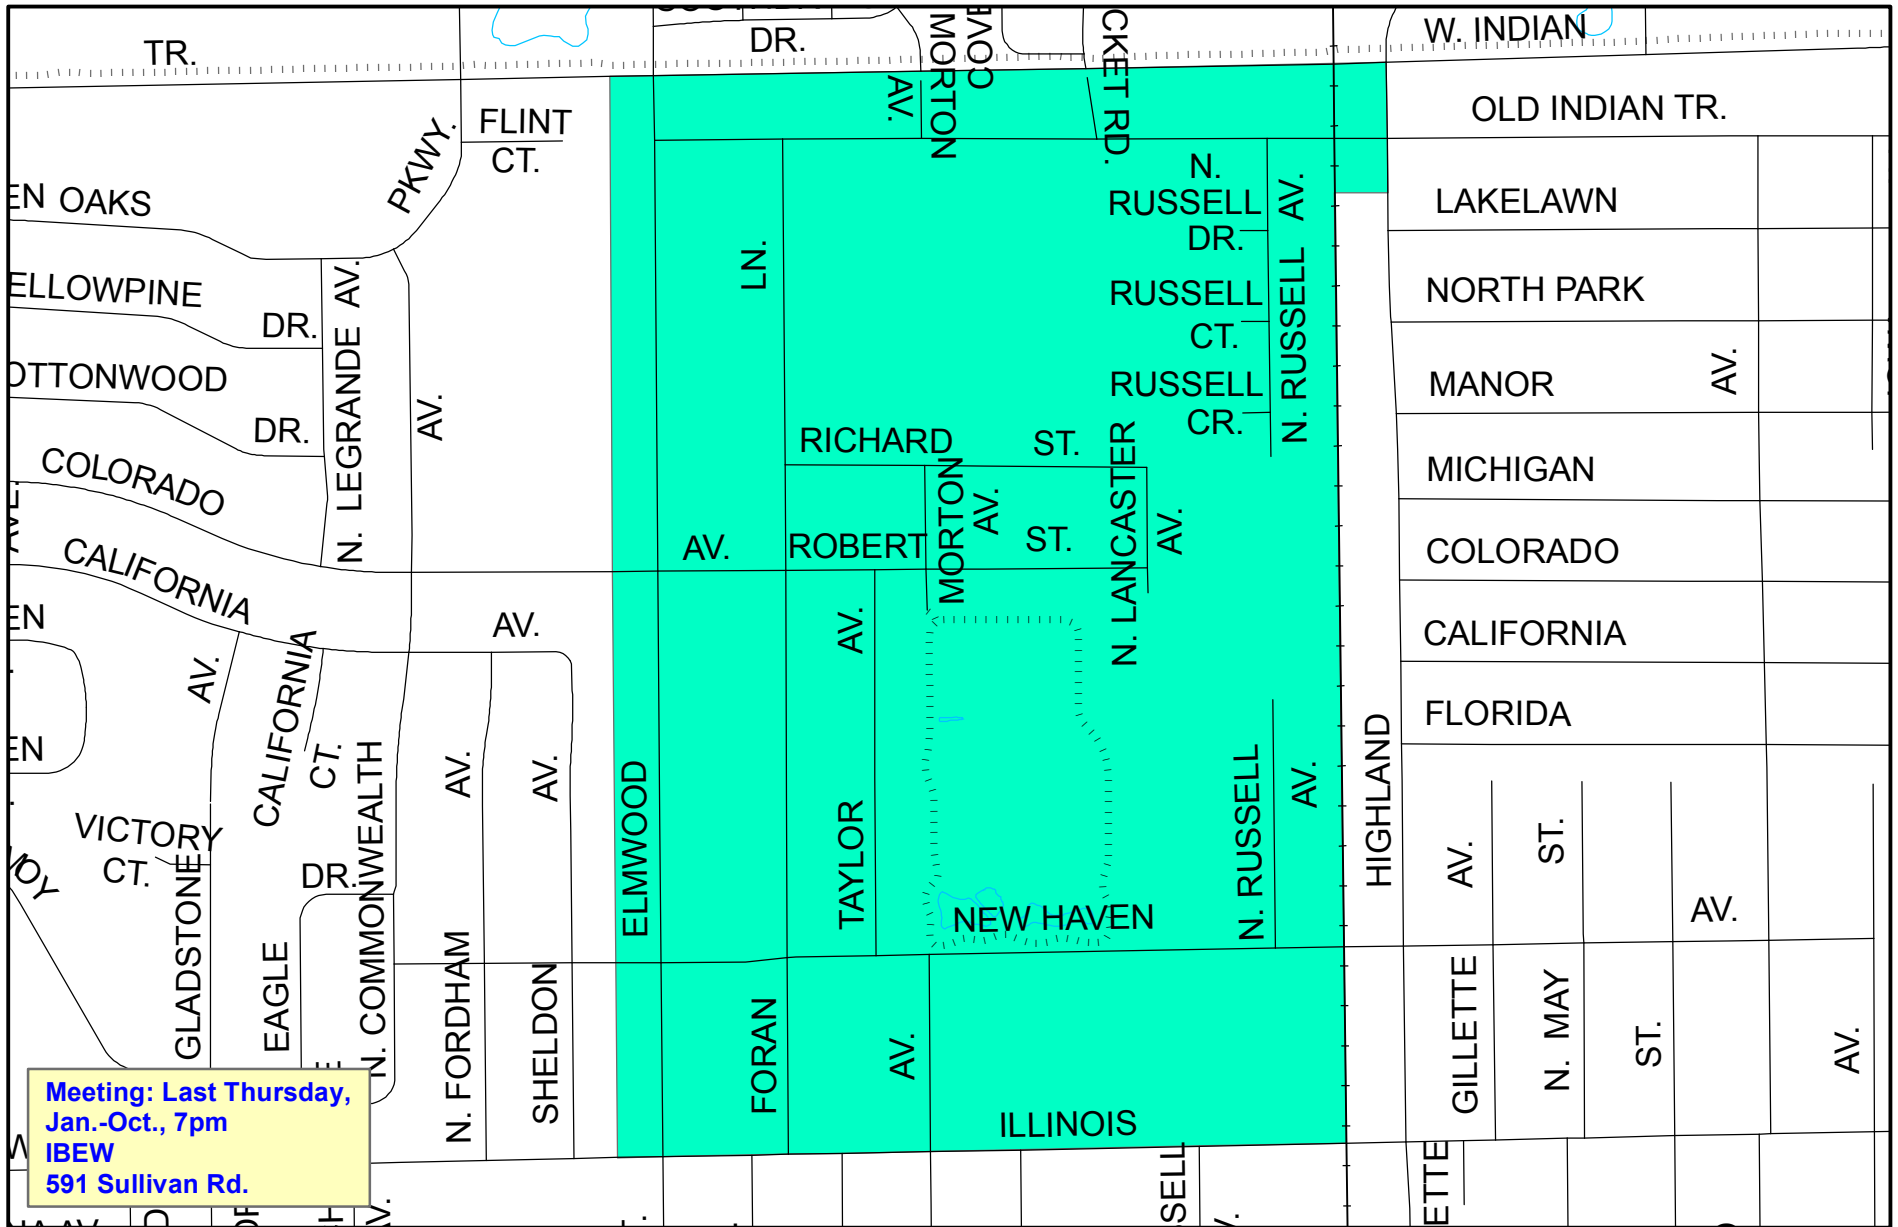 TR.
DR.
MORTON
COVE
W. INDIAN
FLINT
CT.
PKWY.
AV.
CKET RD.
OLD INDIAN TR.
EN OAKS
N.
RUSSELL
DR.
N. RUSSELL AV.
LAKELAWN
ELLOWPINE
DR.
N. LEGRANDE AV.
LN.
RUSSELL
CT.
NORTH PARK
OTTONWOOD
DR.
AV.
RUSSELL
CR.
MANOR
AV.
COLORADO
RICHARD ST.
MICHIGAN
CALIFORNIA
AV.
AV.
ROBERT ST.
MORTON
AV.
N. LANCASTER
AV.
COLORADO
EN
AV.
CALIFORNIA
CT.
AV.
CALIFORNIA
FLORIDA
EN
VICTORY
CT.
GLADSTONE
EAGLE
DR.
N. COMMONWEALTH
N. FORDHAM
AV.
SHELDON
AV.
ELMWOOD
TAYLOR
AV.
NEW HAVEN
AV.
N. RUSSELL
AV.
HIGHLAND
AV.
GILLETTE
ST.
N. MAY
ST.
AV.
FORAN
AV.
ILLINOIS
Meeting: Last Thursday,
Jan.-Oct., 7pm
IBEW
591 Sullivan Rd.
AV.
SSELL
ETTE